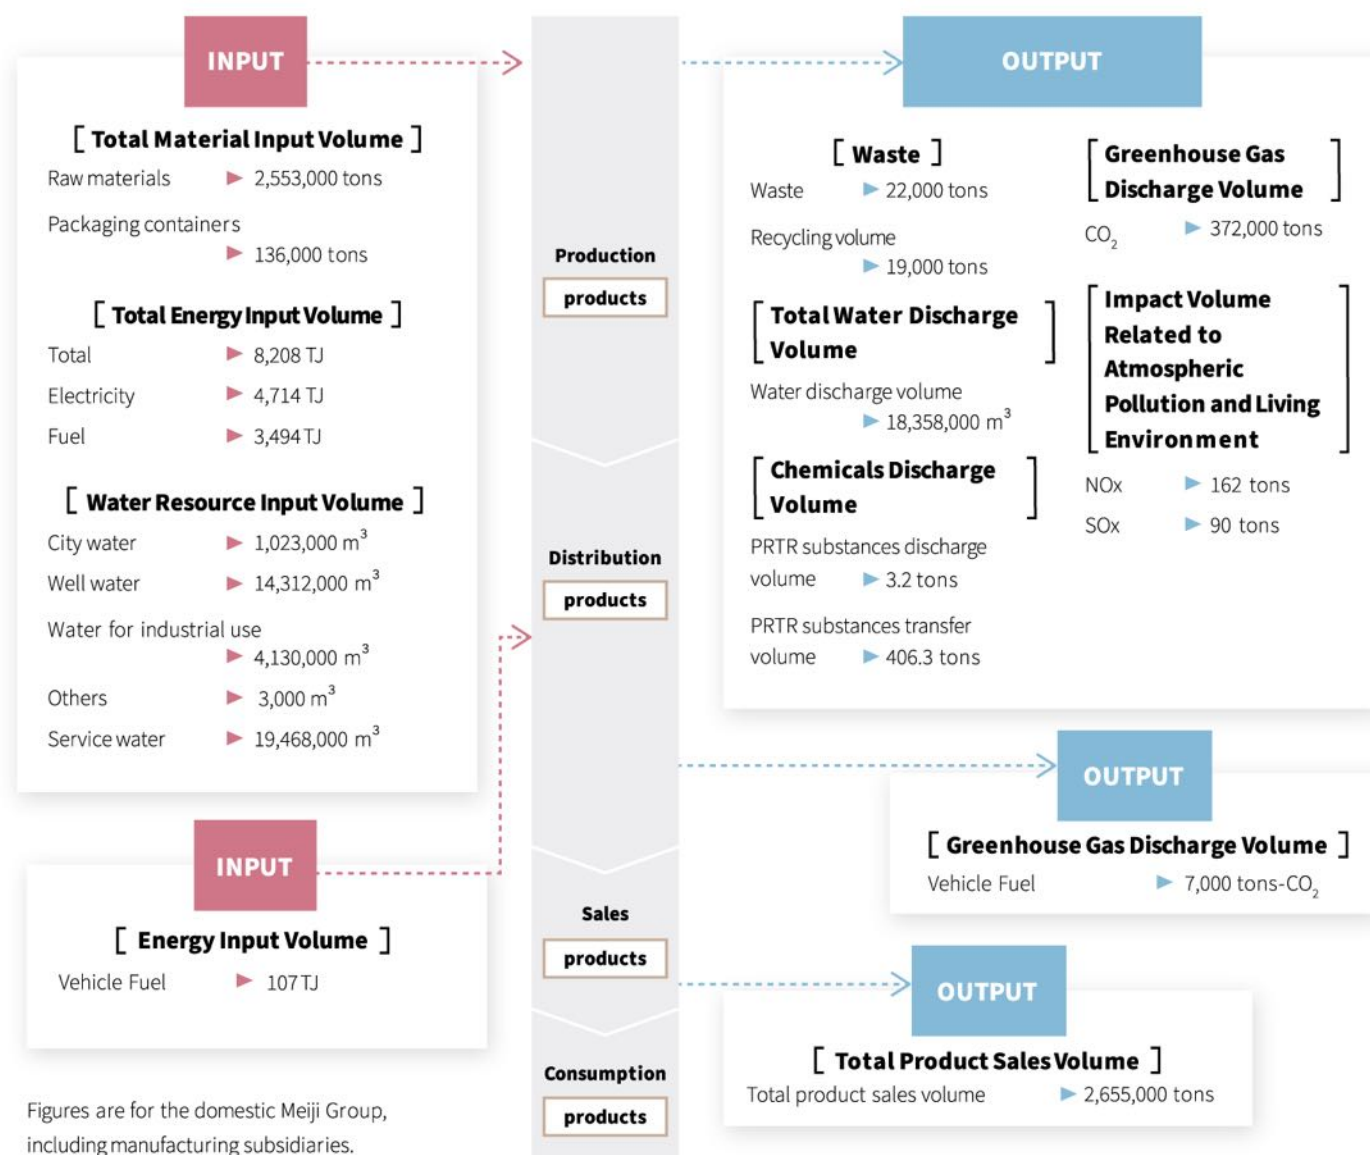 INPUT
[ Total Material Input Volume ]
Raw materials ▶ 2,553,000 tons
Packaging containers
▶ 136,000 tons
[ Total Energy Input Volume ]
Total ▶ 8,208 TJ
Electricity ▶ 4,714 TJ
Fuel ▶ 3,494 TJ
[ Water Resource Input Volume ]
City water ▶ 1,023,000 m³
Well water ▶ 14,312,000 m³
Water for industrial use
▶ 4,130,000 m³
Others ▶ 3,000 m³
Service water ▶ 19,468,000 m³
INPUT
[ Energy Input Volume ]
Vehicle Fuel ▶ 107 TJ
Figures are for the domestic Meiji Group,
including manufacturing subsidiaries.
Production
products
Distribution
products
Sales
products
Consumption
products
OUTPUT
[ Waste ]
Waste ▶ 22,000 tons
Recycling volume
▶ 19,000 tons
[ Total Water Discharge
Volume ]
Water discharge volume
▶ 18,358,000 m³
[ Chemicals Discharge
Volume ]
PRTR substances discharge
volume ▶ 3.2 tons
PRTR substances transfer
volume ▶ 406.3 tons
[ Greenhouse Gas
Discharge Volume ]
CO₂ ▶ 372,000 tons
[ Impact Volume
Related to
Atmospheric
Pollution and Living
Environment ]
NOx ▶ 162 tons
SOx ▶ 90 tons
OUTPUT
[ Greenhouse Gas Discharge Volume ]
Vehicle Fuel ▶ 7,000 tons-CO₂
OUTPUT
[ Total Product Sales Volume ]
Total product sales volume ▶ 2,655,000 tons